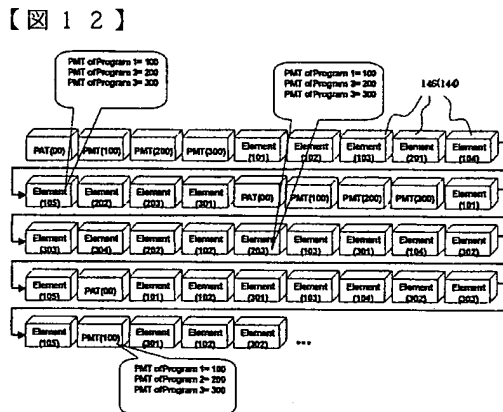 【図１２】
PMT of Program 1= 100
PMT of Program 3= 200
PMT of Program 3= 300
PMT of Program 1= 100
PMT of Program 3= 200
PMT of Program 3= 300
146(144)
PAT(00) PMT(100) PMT(200) PMT(300) Element (101) Element (102) Element (103) Element (201) Element (104)
Element (105) Element (202) Element (203) Element (301) PAT(00) PMT(100) PMT(200) PMT(300) Element (101)
Element (303) Element (304) Element (202) Element (102) Element (203) Element (103) Element (301) Element (104) Element (302)
Element (105) PAT(00) Element (101) Element (102) Element (301) Element (103) Element (104) Element (302) Element (303)
Element (105) PMT(100) Element (301) Element (102) Element (302) ...
PMT of Program 1= 100
PMT of Program 2= 200
PMT of Program 3= 300